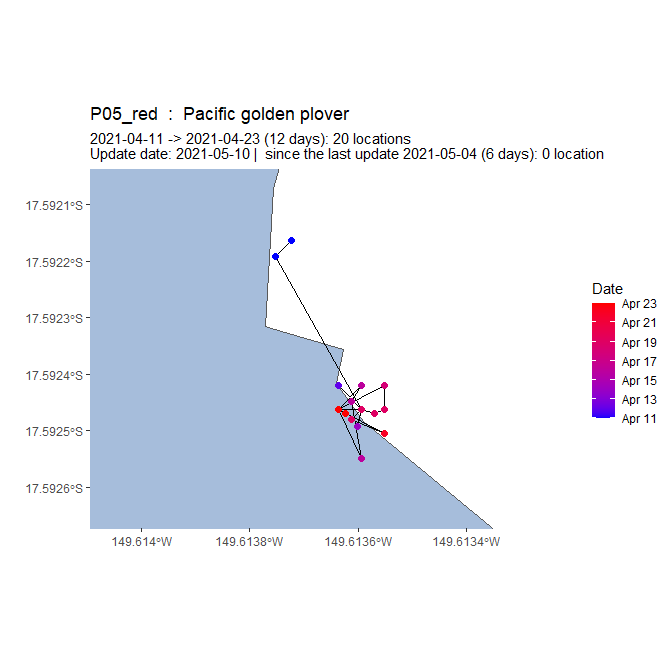 P05_red  :  Pacific golden plover
2021-04-11 -> 2021-04-23 (12 days): 20 locations
Update date: 2021-05-10 |  since the last update 2021-05-04 (6 days): 0 location
17.5921°S
17.5922°S
17.5923°S
17.5924°S
17.5925°S
17.5926°S
149.614°W
149.6138°W
149.6136°W
149.6134°W
Date
Apr 23
Apr 21
Apr 19
Apr 17
Apr 15
Apr 13
Apr 11